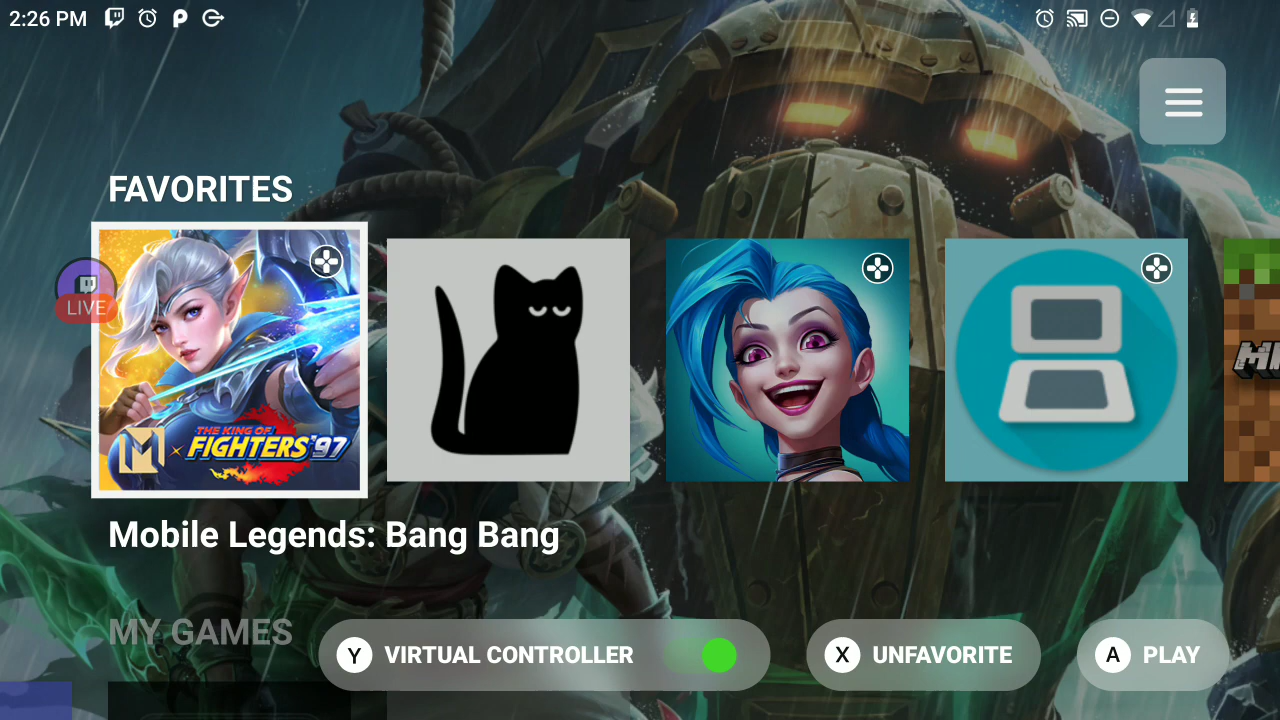 2:26 PM
FAVORITES
LIVE
THE KING OF
FIGHTERS'97
Mobile Legends: Bang Bang
MY GAMES
Y VIRTUAL CONTROLLER
X UNFAVORITE
A PLAY